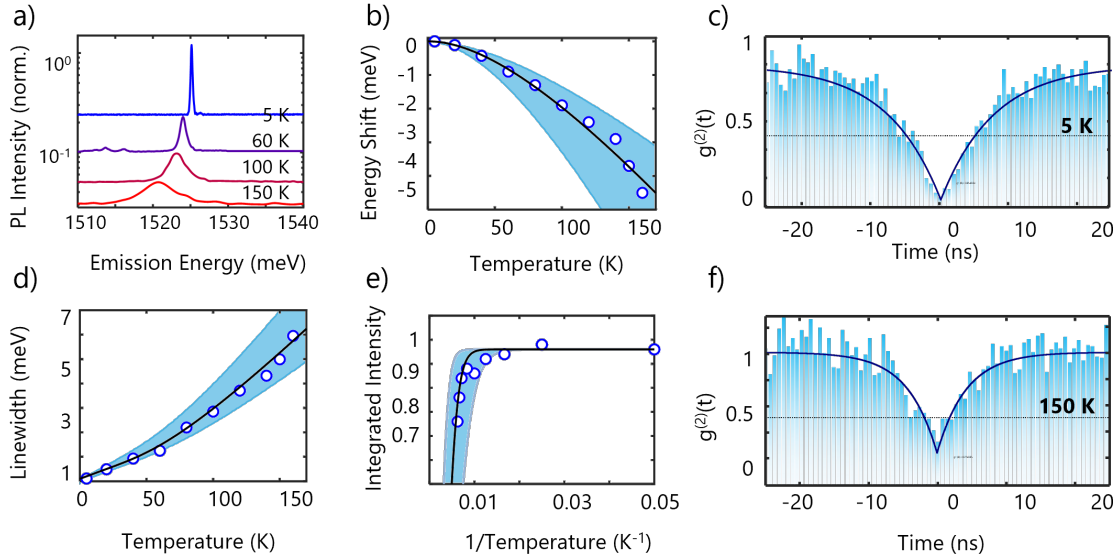 a)
PL Intensity (norm.)
10⁰
10⁻¹
5 K
60 K
100 K
150 K
1510
1520
1530
1540
Emission Energy (meV)
b)
Energy Shift (meV)
0
-1
-2
-3
-4
-5
0
50
100
150
Temperature (K)
c)
g⁽²⁾(t)
1
0.5
0
5 K
-20
-10
0
10
20
Time (ns)
d)
Linewidth (meV)
7
5
3
1
0
50
100
150
Temperature (K)
e)
Integrated Intensity
1
0.9
0.8
0.7
0.01
0.03
0.05
1/Temperature (K⁻¹)
f)
g⁽²⁾(t)
1
0.5
0
150 K
-20
-10
0
10
20
Time (ns)